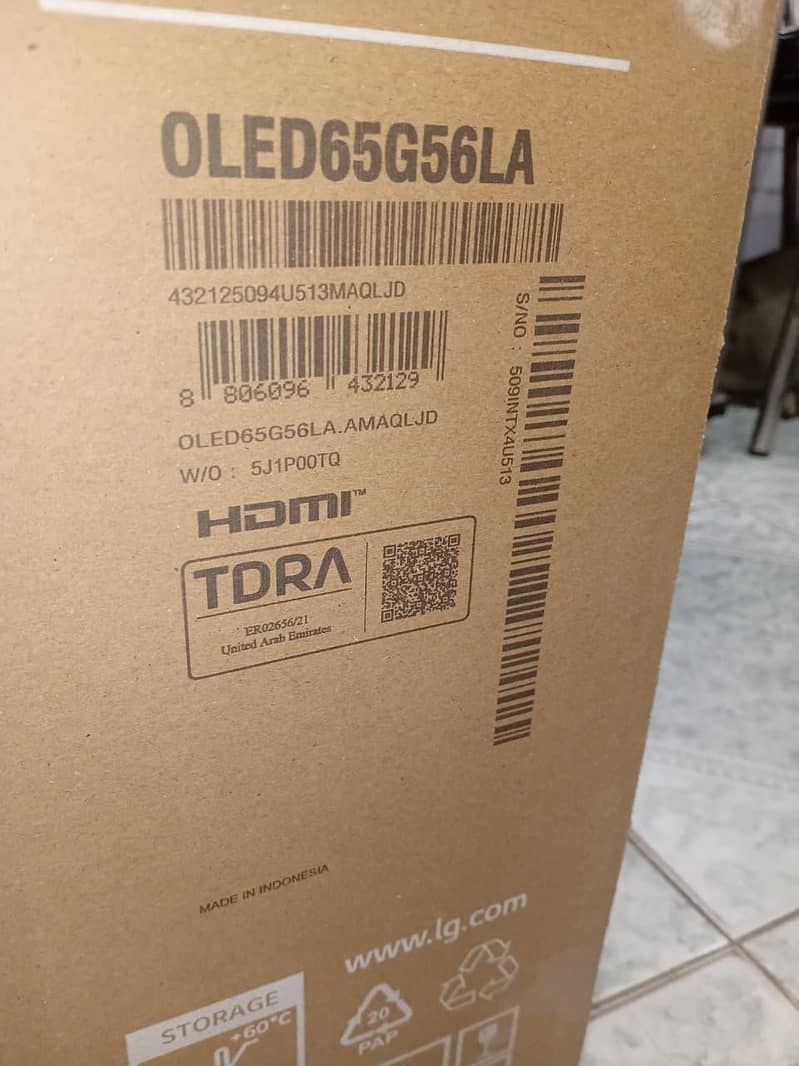 OLED65G56LA
432125094U513MAQLJD
S/NO : 509INTX4U513
8 806096 432129
OLED65G56LA.AMAQLJD
W/O : 5J1P00TQ
HDMI™
TDRA
ER02656/21
United Arab Emirates
MADE IN INDONESIA
www.lg.com
STORAGE
+60°C
20
PAP